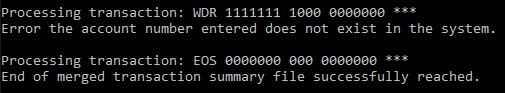 Processing transaction: WDR 1111111 1000 0000000 ***
Error the account number entered does not exist in the system.
Processing transaction: EOS 0000000 000 0000000 ***
End of merged transaction summary file successfully reached.